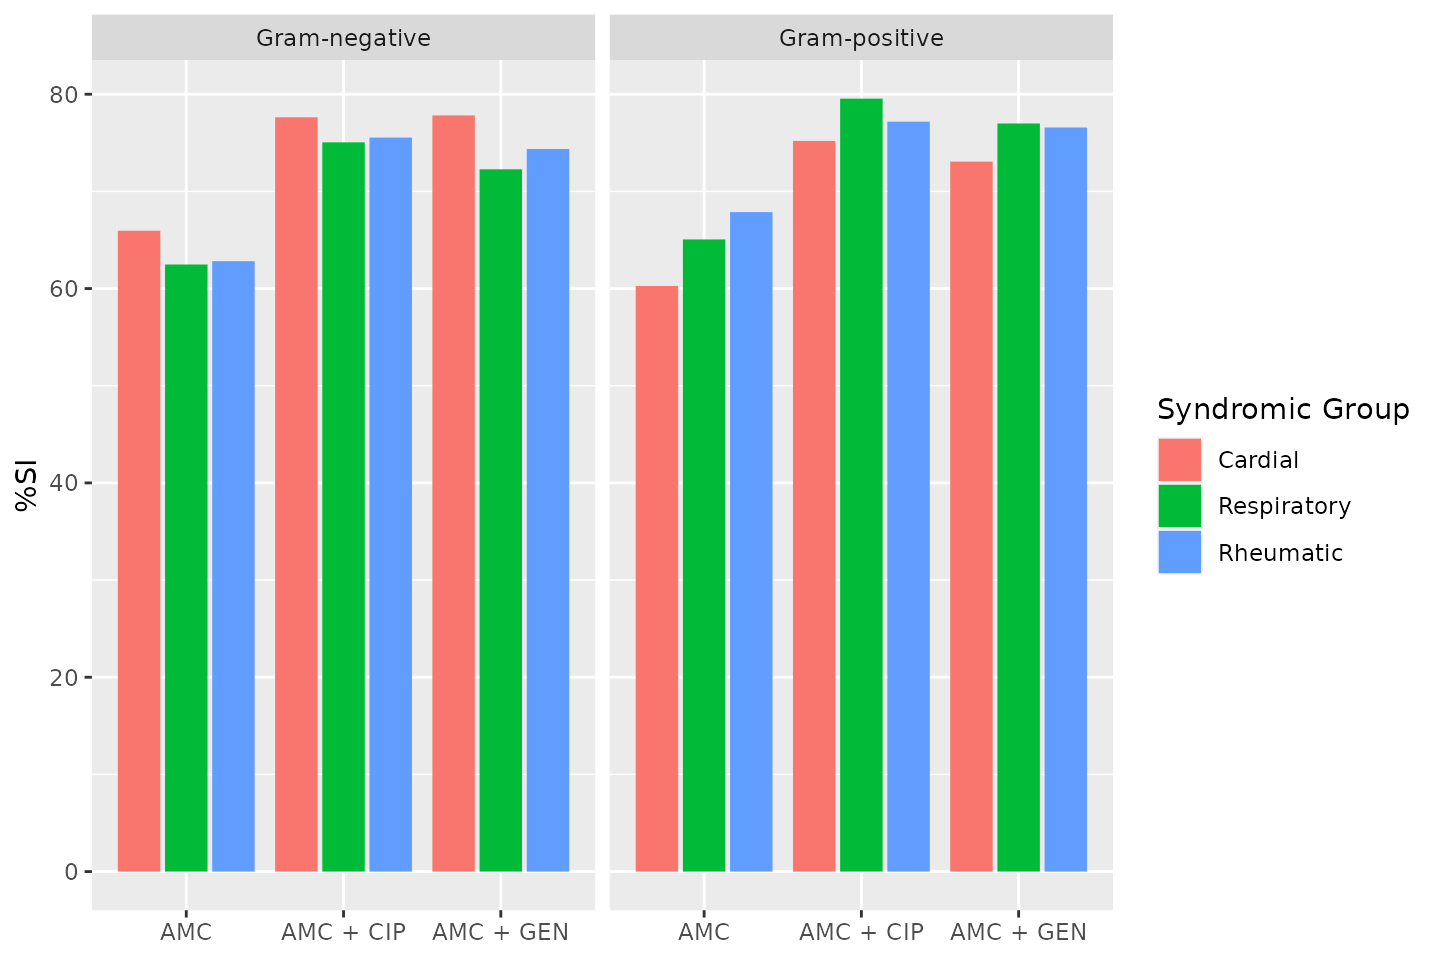 Gram-negative
Gram-positive
80
60
40
20
0
%SI
AMC
AMC + CIP
AMC + GEN
AMC
AMC + CIP
AMC + GEN
Syndromic Group
Cardial
Respiratory
Rheumatic